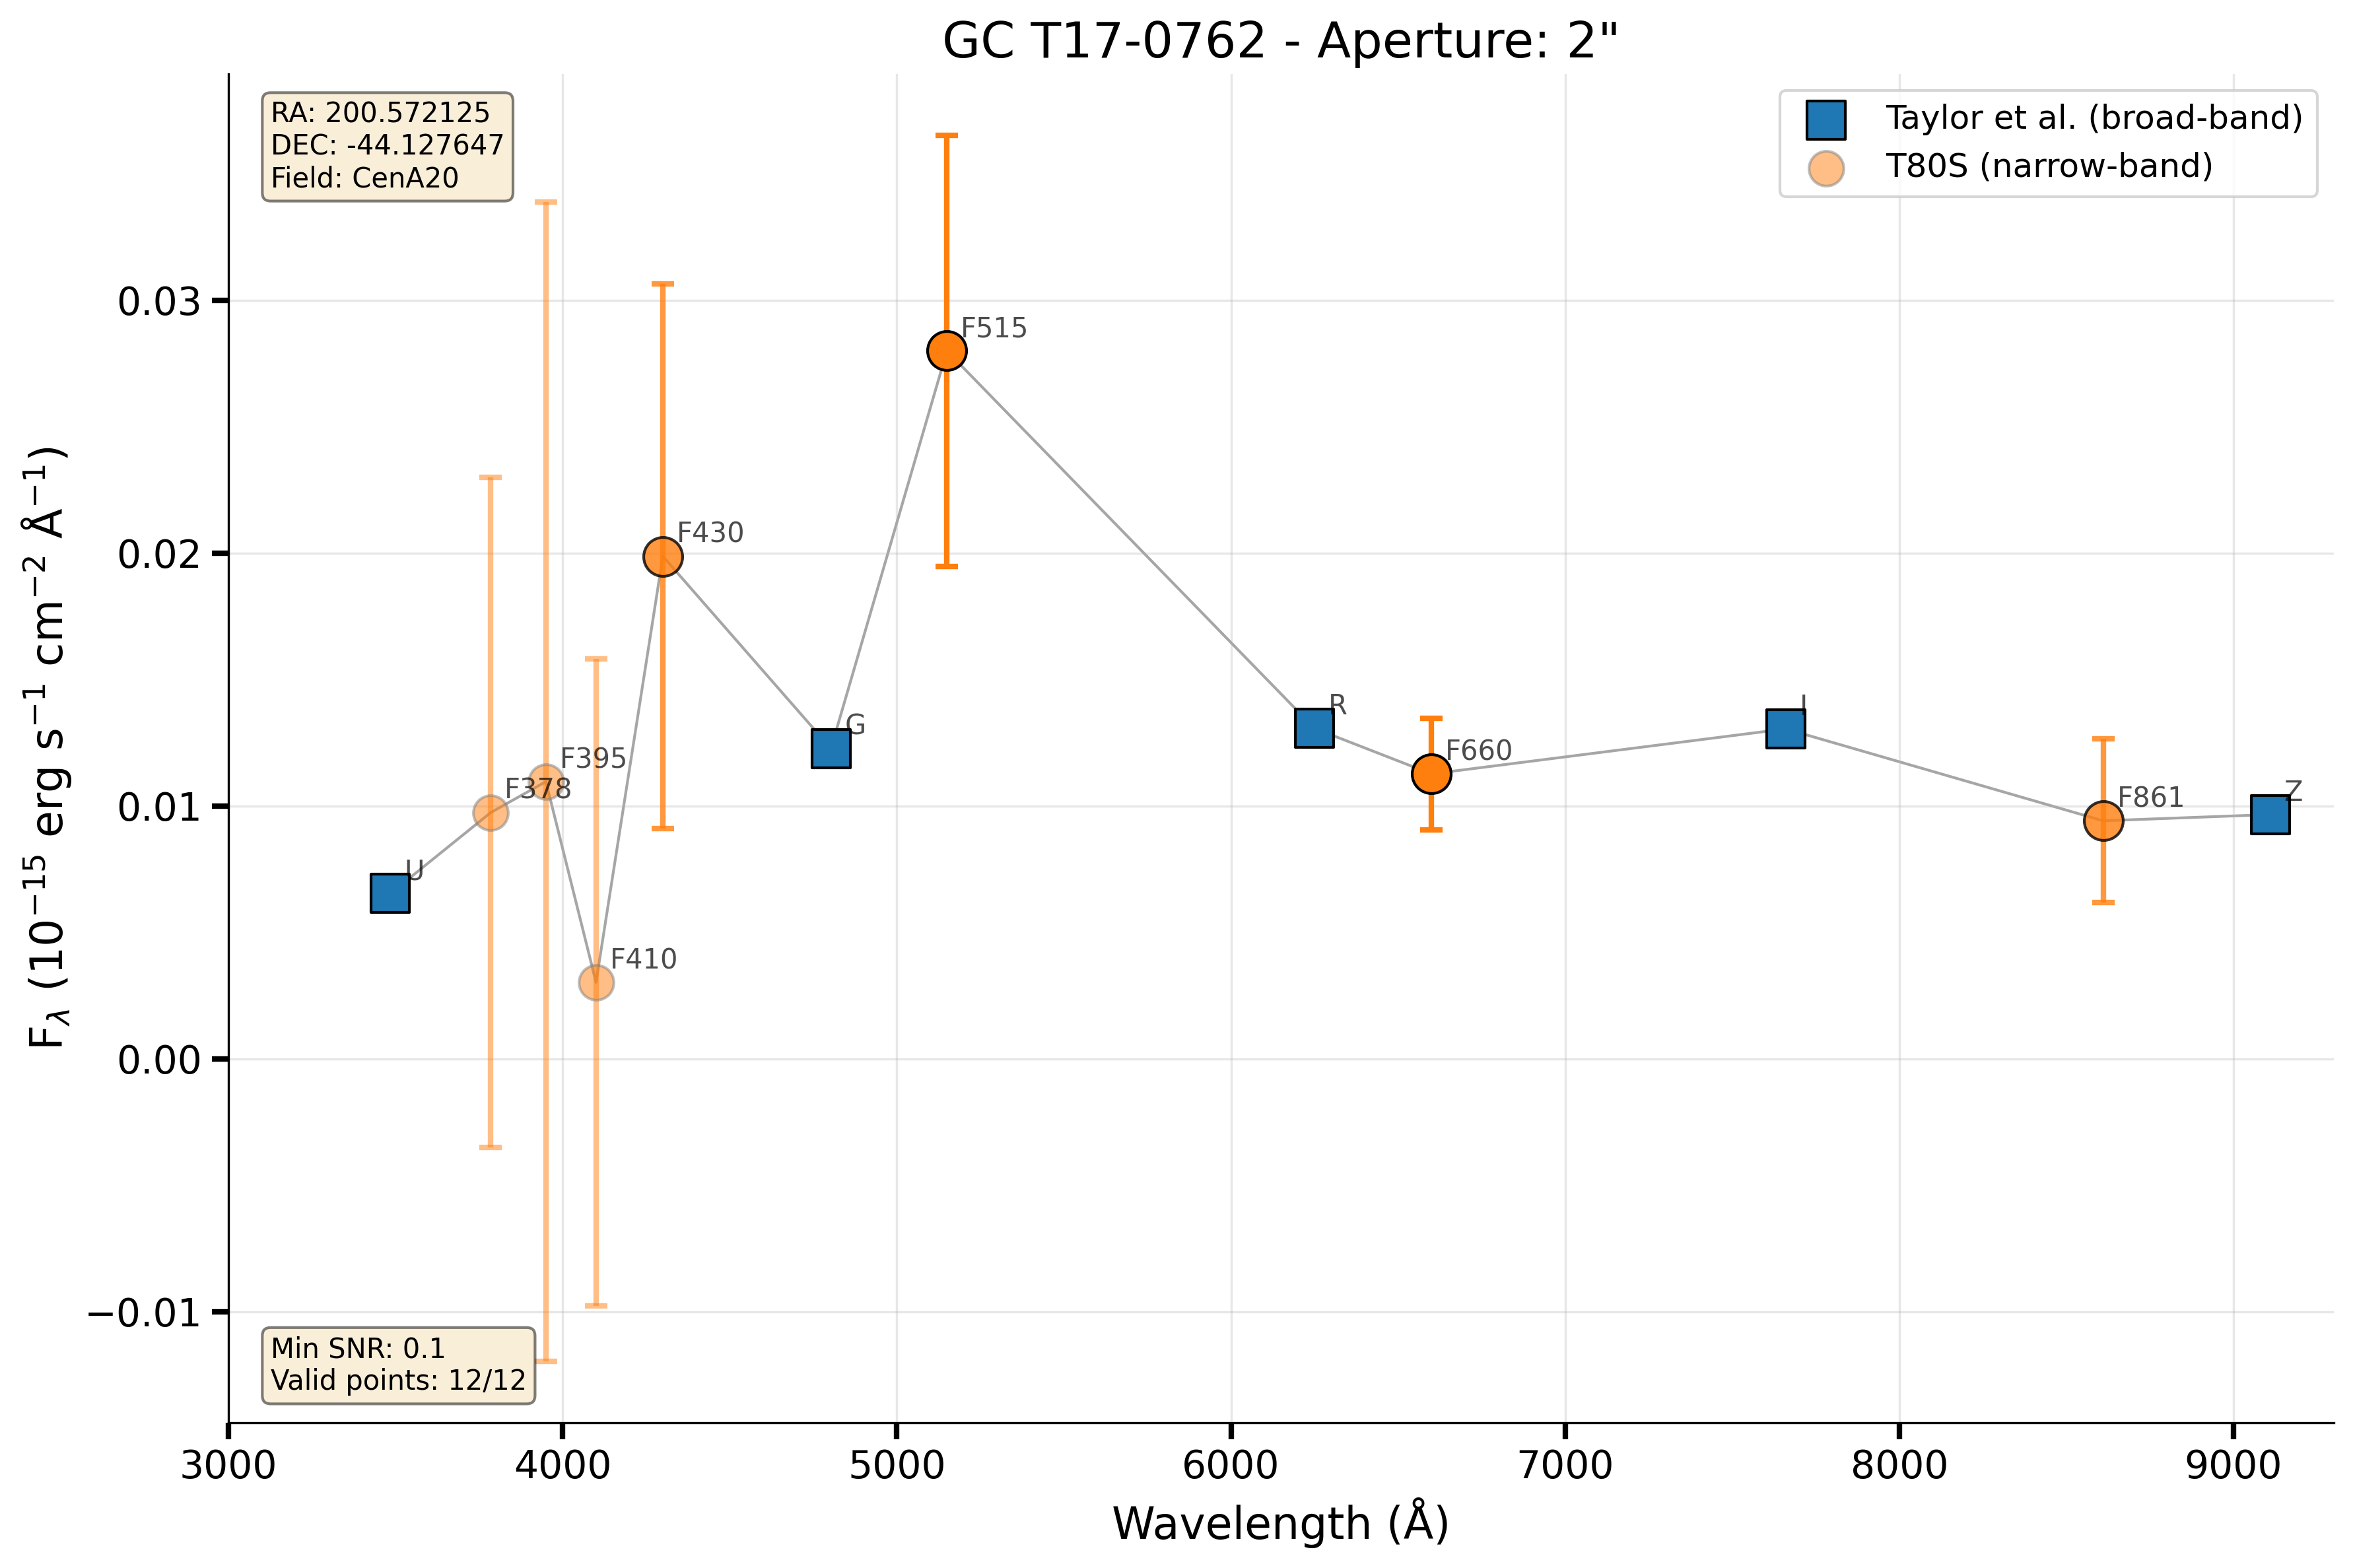 GC T17-0762 - Aperture: 2"
RA: 200.572125
DEC: -44.127647
Field: CenA20
Taylor et al. (broad-band)
T80S (narrow-band)
F515
F430
R
I
G
F660
F395
F378
F861
Z
U
F410
0.03
0.02
0.01
0.00
−0.01
F_λ (10⁻¹⁵ erg s⁻¹ cm⁻² Å⁻¹)
Min SNR: 0.1
Valid points: 12/12
3000 4000 5000 6000 7000 8000 9000
Wavelength (Å)